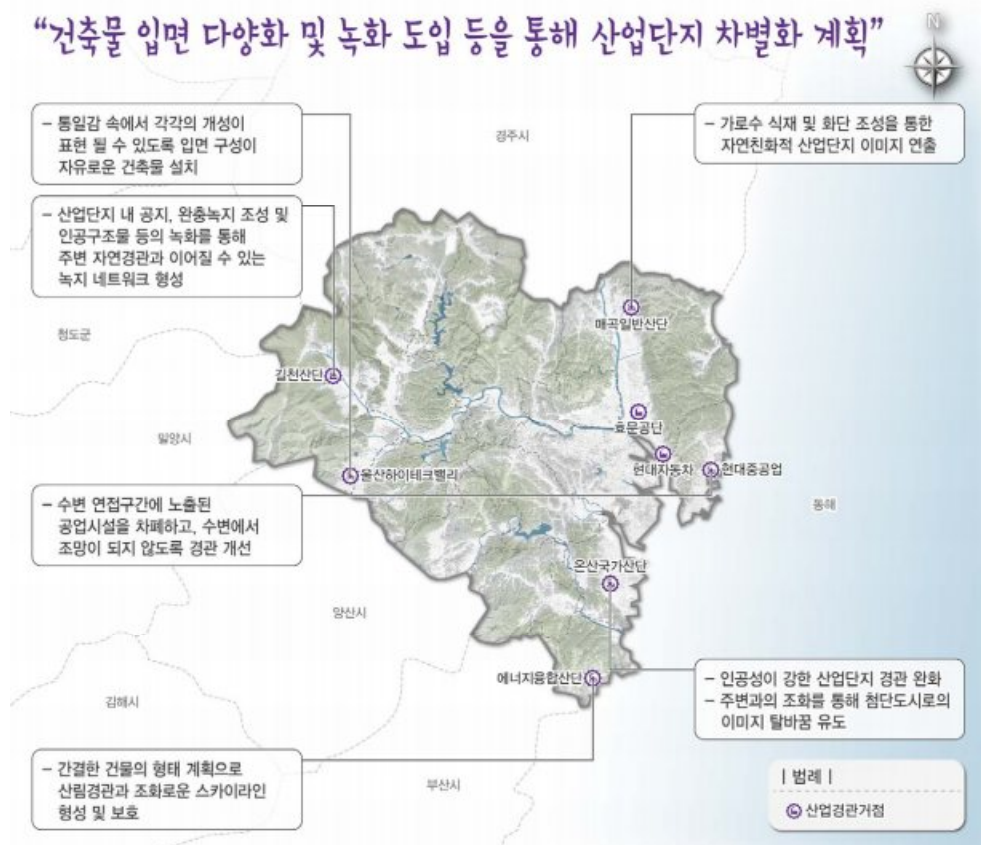 “건축물 입면 다양화 및 녹화 도입 등을 통해 산업단지 차별화 계획”
N
- 통일감 속에서 각각의 개성이
표현 될 수 있도록 입면 구성이
자유로운 건축물 설치
- 가로수 식재 및 화단 조성을 통한
자연친화적 산업단지 이미지 연출
경주시
- 산업단지 내 공지, 완충녹지 조성 및
인공구조물 등의 녹화를 통해
주변 자연경관과 이어질 수 있는
녹지 네트워크 형성
매곡일반산단
청도군
길천산단
효문공단
밀양시
울산하이테크밸리
현대자동차
현대중공업
- 수변 연접구간에 노출된
공업시설을 차폐하고, 수변에서
조망이 되지 않도록 경관 개선
동해
온산국가산단
양산시
에너지융합산단
- 인공성이 강한 산업단지 경관 완화
- 주변과의 조화를 통해 첨단도시로의
이미지 탈바꿈 유도
김해시
- 간결한 건물의 형태 계획으로
산림경관과 조화로운 스카이라인
형성 및 보호
부산시
| 범례 |
산업경관거점